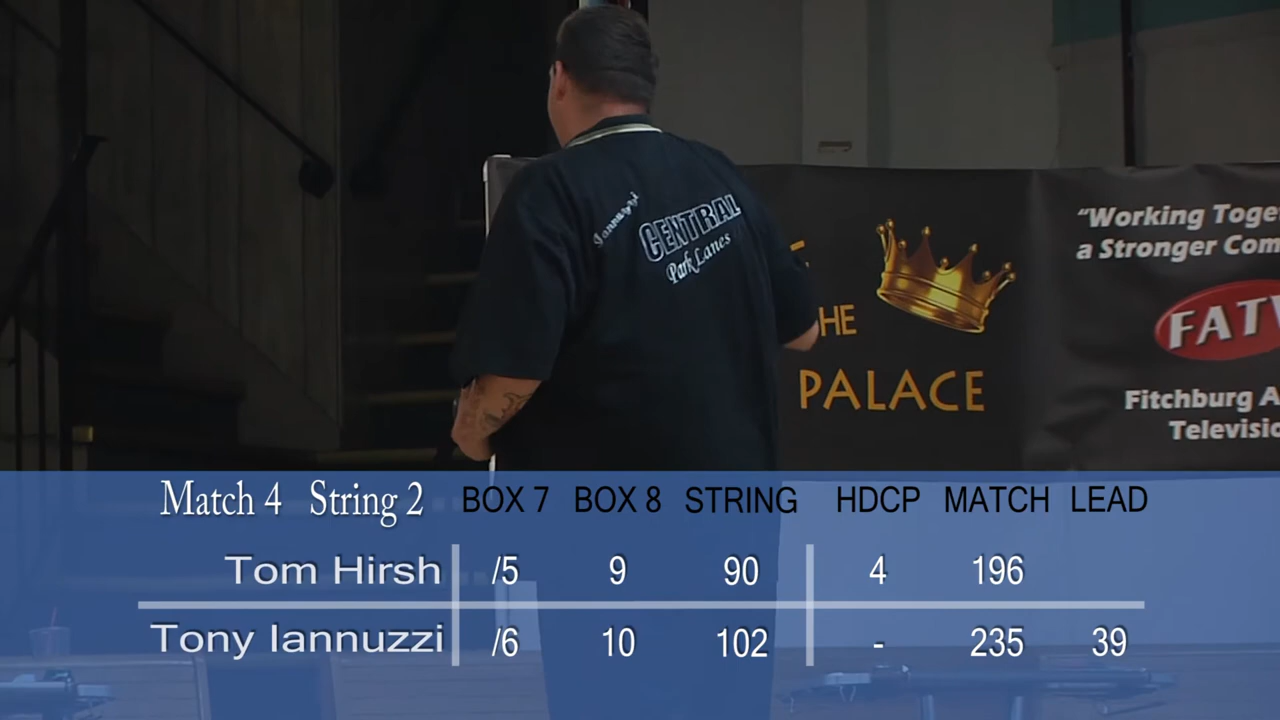 Iannuzzi
CENTRAL
Park Lanes
HE
PALACE
"Working Toge
a Stronger Com
FAT
Fitchburg A
Televisio
Match 4 String 2 BOX 7 BOX 8 STRING HDCP MATCH LEAD
Tom Hirsh /5 9 90 4 196
Tony Iannuzzi /6 10 102 - 235 39